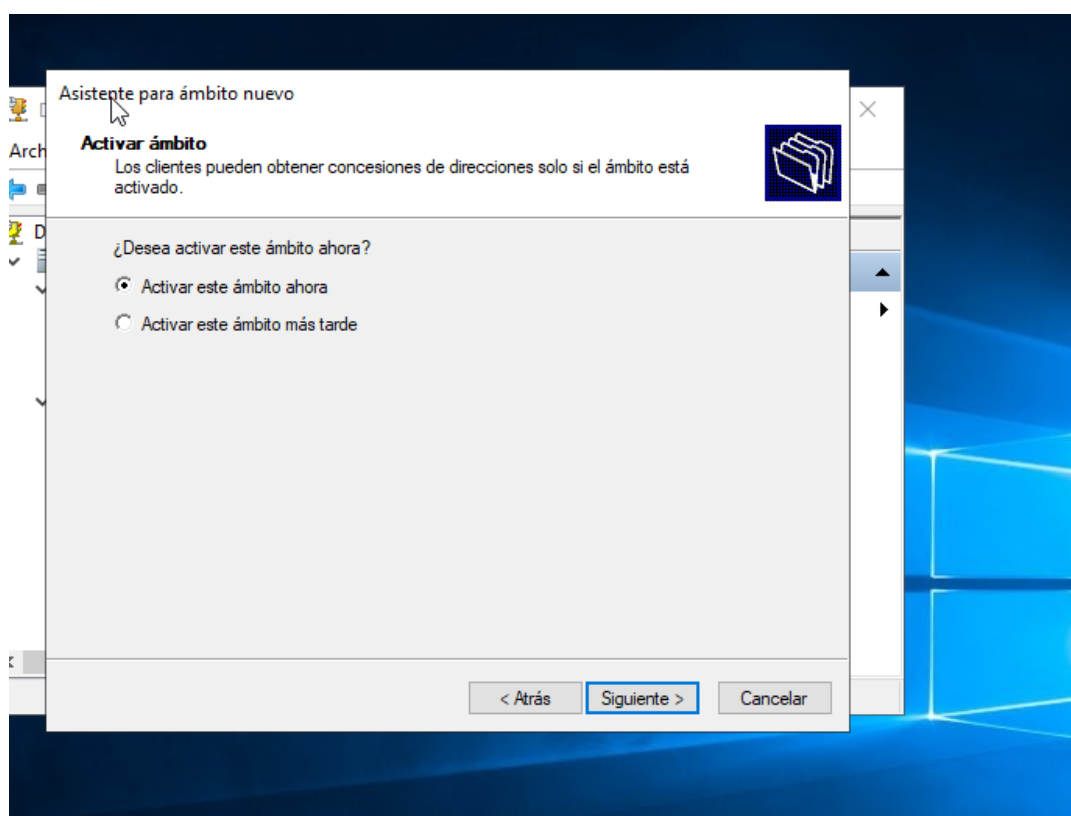 Asistente para ámbito nuevo
Arch
Activar ámbito
Los clientes pueden obtener concesiones de direcciones solo si el ámbito está
activado.
D
¿Desea activar este ámbito ahora?
Activar este ámbito ahora
Activar este ámbito más tarde
< Atrás
Siguiente >
Cancelar